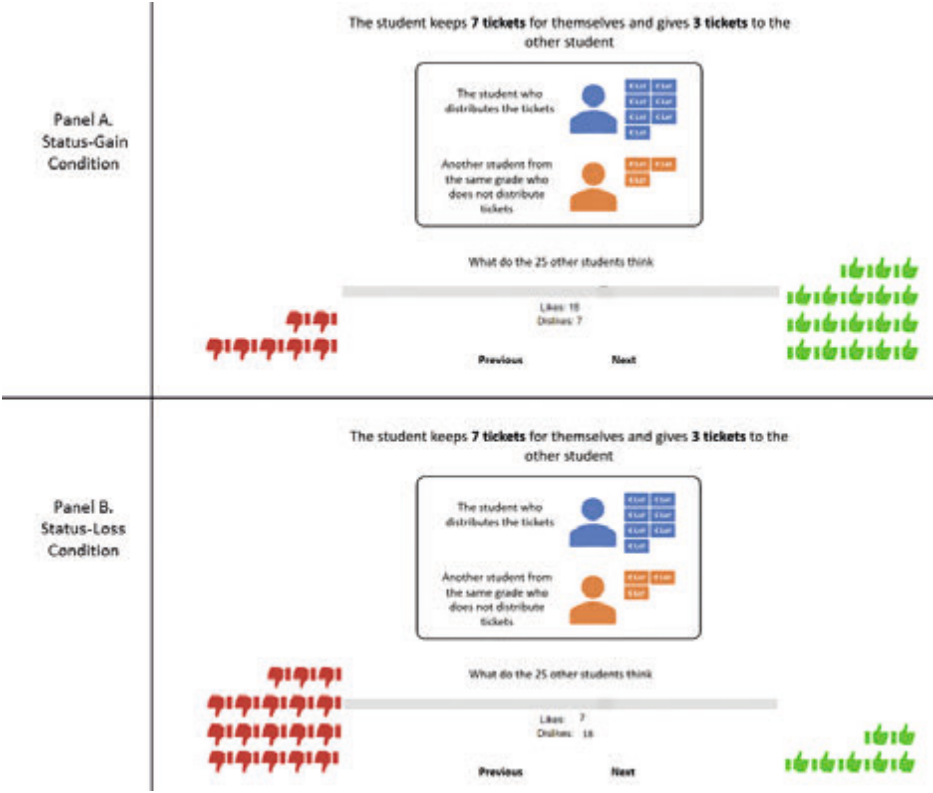 The student keeps 7 tickets for themselves and gives 3 tickets to the
other student
Panel A.
Status-Gain
Condition
The student who
distributes the tickets
Another student from
the same grade who
does not distribute
tickets
What do the 25 other students think
Likes: 18
Dislikes: 7
Previous Next
The student keeps 7 tickets for themselves and gives 3 tickets to the
other student
Panel B.
Status-Loss
Condition
The student who
distributes the tickets
Another student from
the same grade who
does not distribute
tickets
What do the 25 other students think
Likes: 7
Dislikes: 18
Previous Next